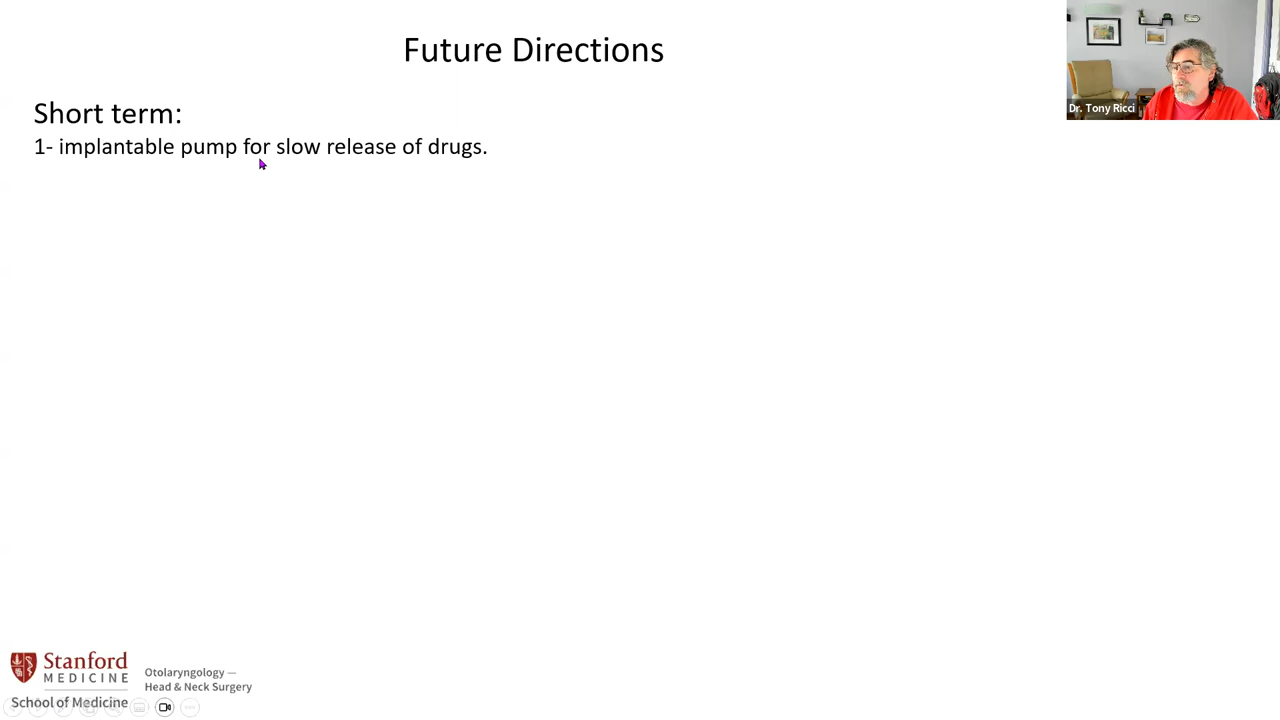 Future Directions
Dr. Tony Ricci
Short term:
1- implantable pump for slow release of drugs.
Stanford
MEDICINE
School of Medicine
Otolaryngology —
Head & Neck Surgery